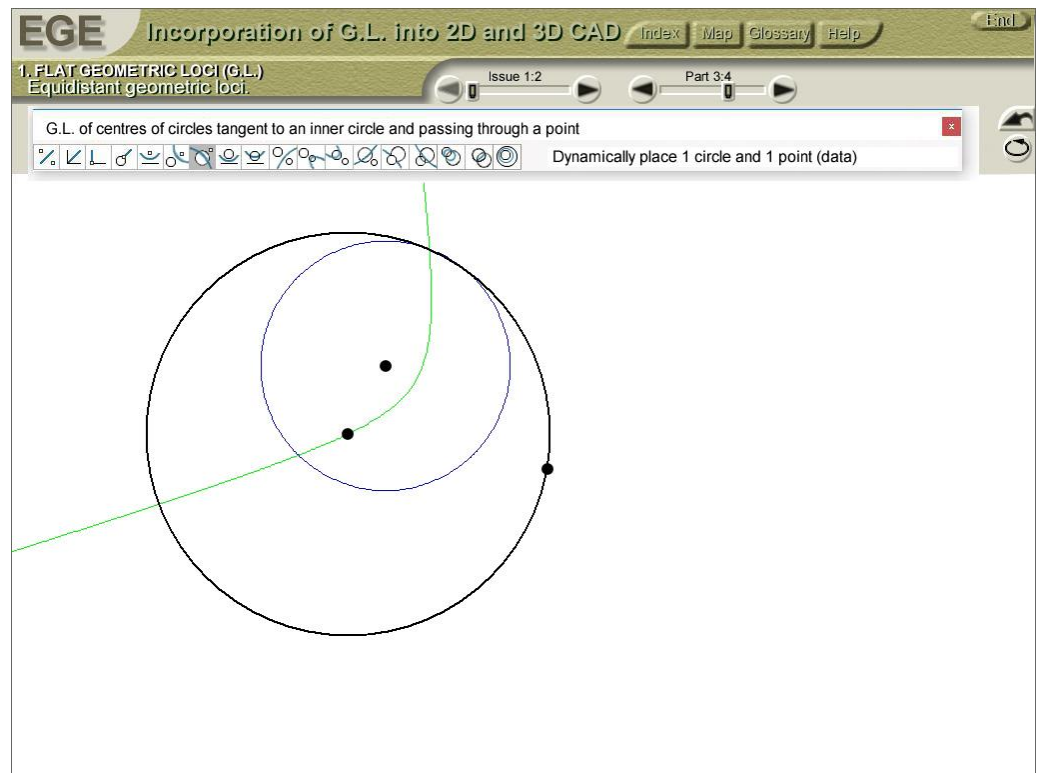 EGE
Incorporation of G.L. into 2D and 3D CAD
Index
Map
Glossary
Help
End
1. FLAT GEOMETRIC LOCI (G.L.)
Equidistant geometric loci.
Issue 1:2
Part 3:4
G.L. of centres of circles tangent to an inner circle and passing through a point
x
Dynamically place 1 circle and 1 point (data)